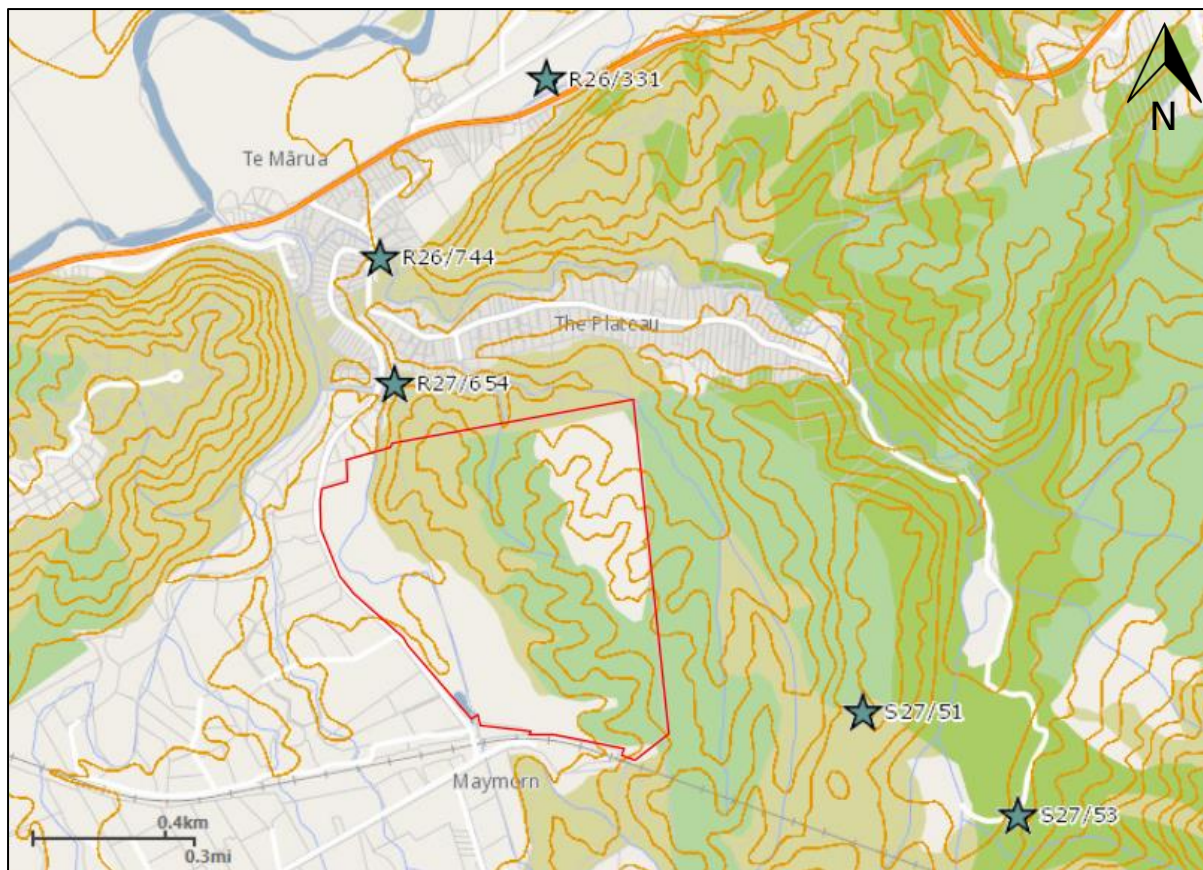 R26/331
N
Te Mārua
R26/744
The Plateau
R27/654
S27/51
Maymorn
S27/53
0.4km
0.3mi